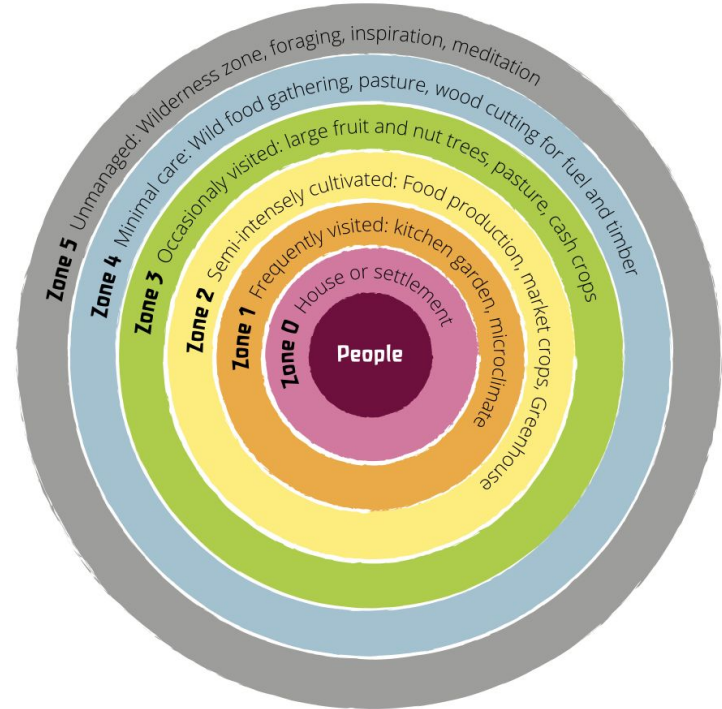 Zone 5 Unmanaged: Wilderness zone, foraging, inspiration, meditation
Zone 4 Minimal care: Wild food gathering, pasture, wood cutting for fuel and timber
Zone 3 Occasionaly visited: large fruit and nut trees, pasture, cash crops
Zone 2 Semi-intensely cultivated: Food production, market crops, Greenhouse
Zone 1 Frequently visited: kitchen garden, microclimate
Zone 0 House or settlement
People